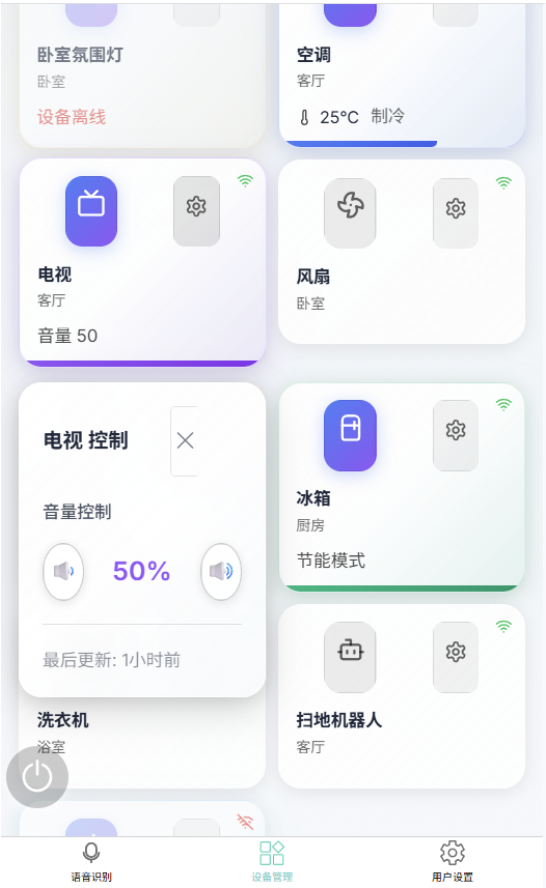 卧室氛围灯
卧室
设备离线
空调
客厅
25°C 制冷
电视
客厅
音量 50
风扇
卧室
电视 控制
音量控制
50%
最后更新: 1小时前
冰箱
厨房
节能模式
洗衣机
浴室
扫地机器人
客厅
语音识别
设备管理
用户设置